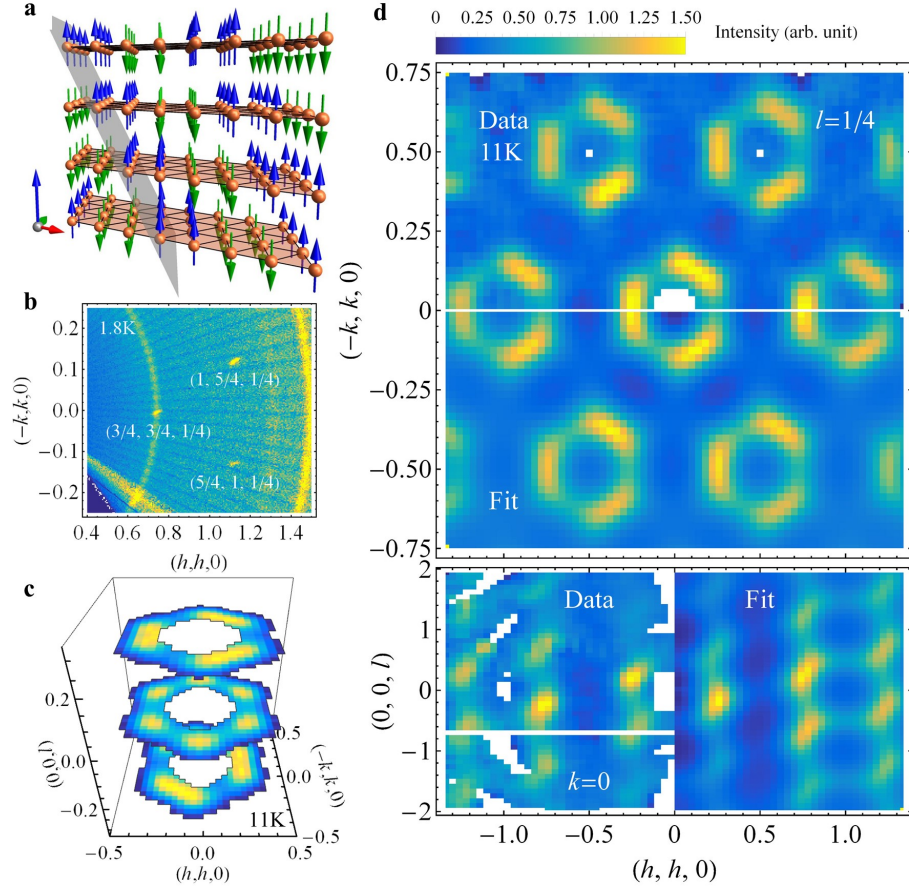 a
b
1.8K
(1, 5/4, 1/4)
(3/4, 3/4, 1/4)
(5/4, 1, 1/4)
(−k,k,0)
0.2
0.1
0.0
−0.1
−0.2
0.4 0.6 0.8 1.0 1.2 1.4
(h,h,0)
c
(0,0,l)
0.2
0.0
−0.2
−0.5
0.0
0.5
(h,h,0)
0.5
0.0
−0.5
(−k,k,0)
11K
d
0 0.25 0.50 0.75 1.00 1.25 1.50
Intensity (arb. unit)
Data
11K
l=1/4
Fit
(−k, k, 0)
0.75
0.50
0.25
0
−0.25
−0.50
−0.75
Data
Fit
k=0
(0, 0, l)
2
1
0
−1
−2
−1.0 −0.5 0 0.5 1.0
(h, h, 0)